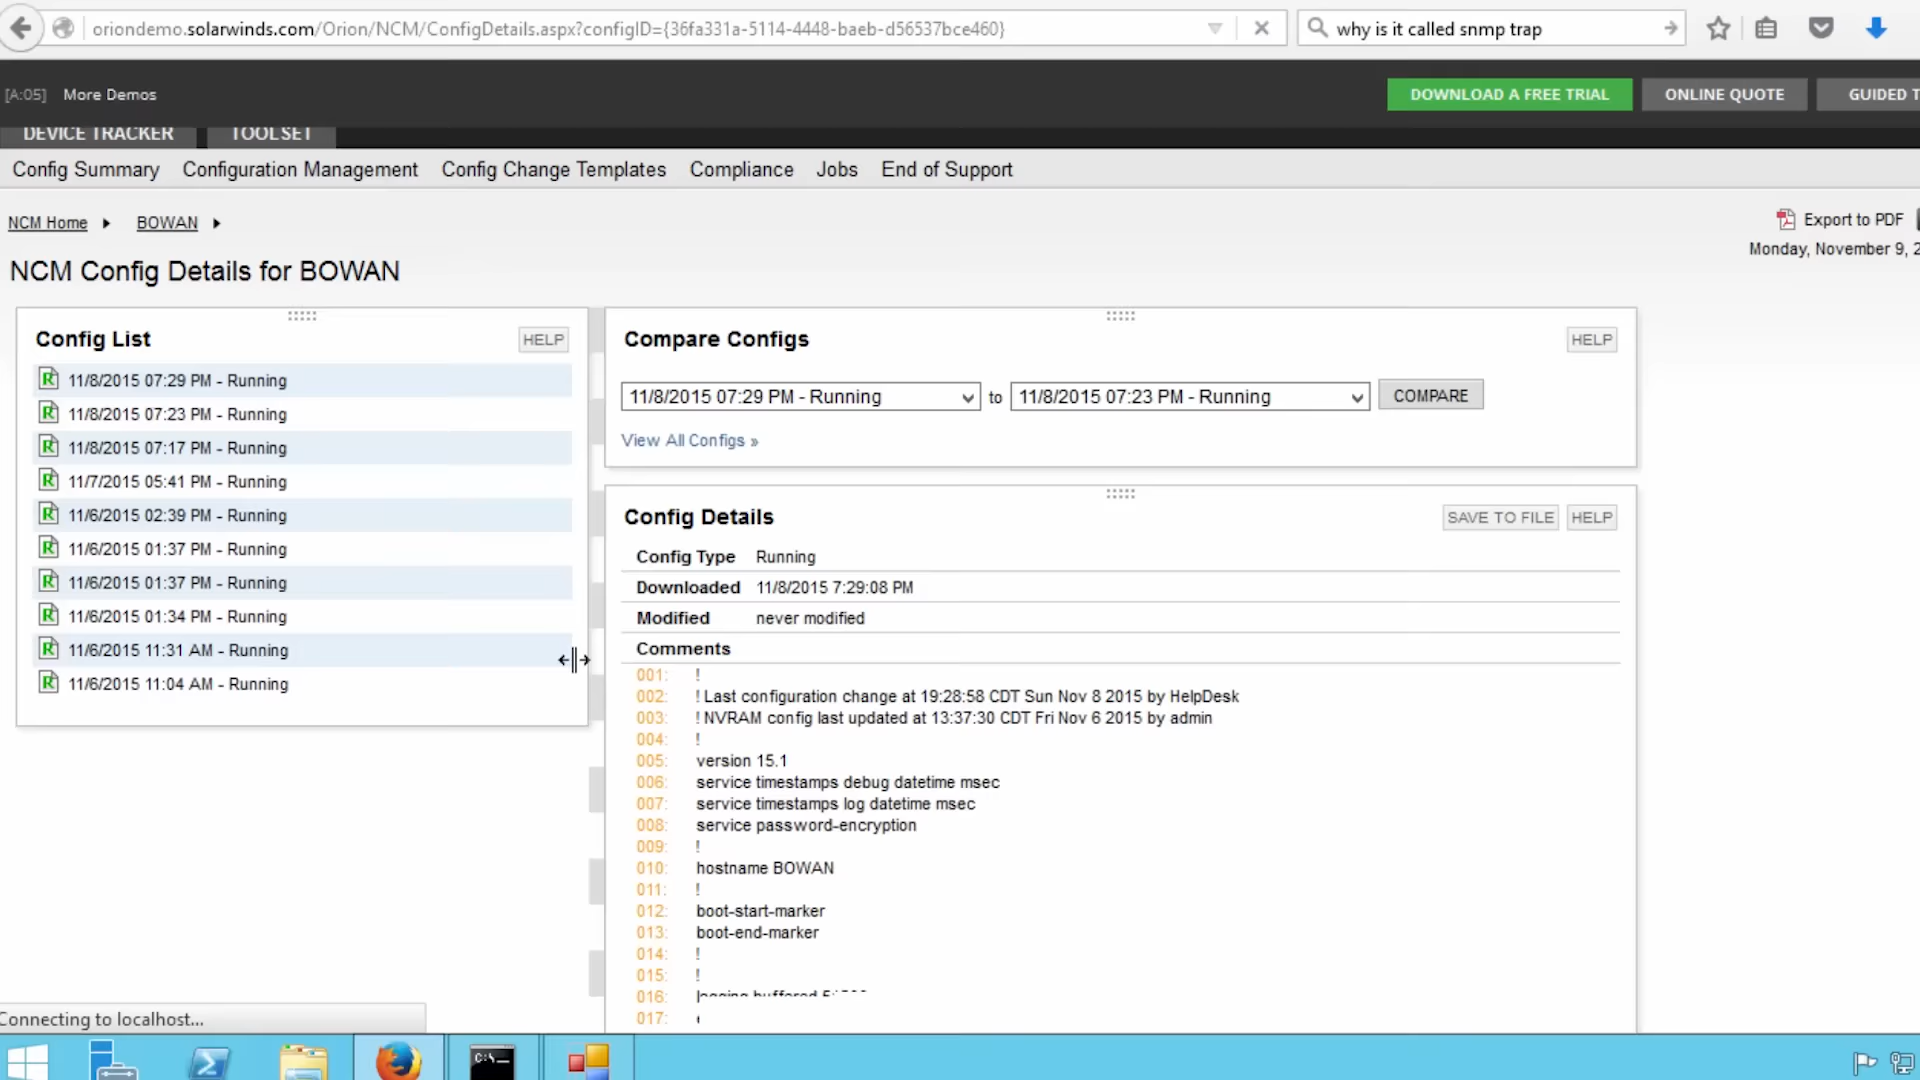 oriondemo.solarwinds.com/Orion/NCM/ConfigDetails.aspx?configID={36fa331a-5114-4448-baeb-d56537bce460}
why is it called snmp trap
[A:05] More Demos
DOWNLOAD A FREE TRIAL
ONLINE QUOTE
GUIDED T
DEVICE TRACKER
TOOLSET
Config Summary
Configuration Management
Config Change Templates
Compliance
Jobs
End of Support
NCM Home
BOWAN
Export to PDF
Monday, November 9, 2
NCM Config Details for BOWAN
Config List
HELP
11/8/2015 07:29 PM - Running
11/8/2015 07:23 PM - Running
11/8/2015 07:17 PM - Running
11/7/2015 05:41 PM - Running
11/6/2015 02:39 PM - Running
11/6/2015 01:37 PM - Running
11/6/2015 01:37 PM - Running
11/6/2015 01:34 PM - Running
11/6/2015 11:31 AM - Running
11/6/2015 11:04 AM - Running
Compare Configs
HELP
11/8/2015 07:29 PM - Running to 11/8/2015 07:23 PM - Running COMPARE
View All Configs »
Config Details
SAVE TO FILE
HELP
Config Type Running
Downloaded 11/8/2015 7:29:08 PM
Modified never modified
Comments
001: !
002: ! Last configuration change at 19:28:58 CDT Sun Nov 8 2015 by HelpDesk
003: ! NVRAM config last updated at 13:37:30 CDT Fri Nov 6 2015 by admin
004: !
005: version 15.1
006: service timestamps debug datetime msec
007: service timestamps log datetime msec
008: service password-encryption
009: !
010: hostname BOWAN
011: !
012: boot-start-marker
013: boot-end-marker
014: !
015: !
016: logging buffered
017:
Connecting to localhost...
C:\